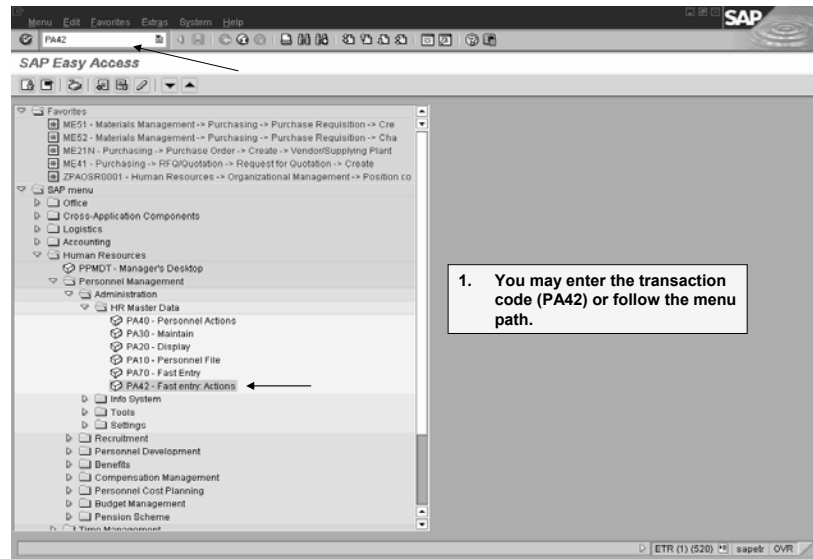 Menu Edit Favorites Extras System Help
SAP
PA42
SAP Easy Access
Favorites
ME51 - Materials Management-> Purchasing -> Purchase Requisition -> Cre
ME52 - Materials Management-> Purchasing -> Purchase Requisition -> Cha
ME21N - Purchasing -> Purchase Order -> Create -> Vendor/Supplying Plant
ME41 - Purchasing -> RFQ/Quotation -> Request for Quotation -> Create
ZPAOSR0001 - Human Resources -> Organizational Management -> Position co
SAP menu
Office
Cross-Application Components
Logistics
Accounting
Human Resources
PPMDT - Manager's Desktop
Personnel Management
Administration
HR Master Data
PA40 - Personnel Actions
PA30 - Maintain
PA20 - Display
PA10 - Personnel File
PA70 - Fast Entry
PA42 - Fast entry: Actions
Info System
Tools
Settings
Recruitment
Personnel Development
Benefits
Compensation Management
Personnel Cost Planning
Budget Management
Pension Scheme
Time Management
1. You may enter the transaction
code (PA42) or follow the menu
path.
ETR (1) (520) sapetr OVR